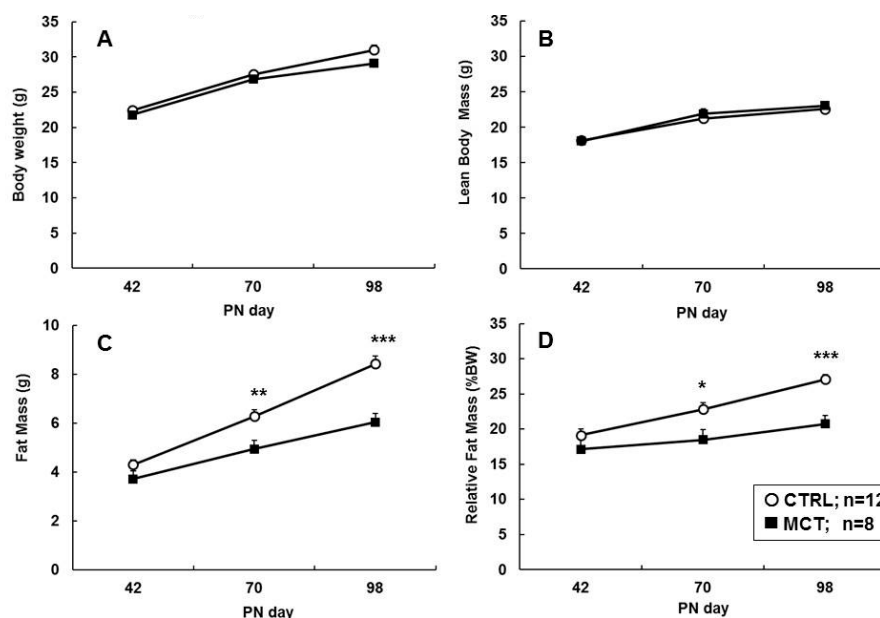 A
Body weight (g)
35
30
25
20
15
10
5
0
42 70 98
PN day
B
Lean Body Mass (g)
35
30
25
20
15
10
5
0
42 70 98
PN day
C
Fat Mass (g)
10
8
6
4
2
0
** ***
42 70 98
PN day
D
Relative Fat Mass (%BW)
35
30
25
20
15
10
5
0
* ***
CTRL; n=12
MCT; n=8
42 70 98
PN day